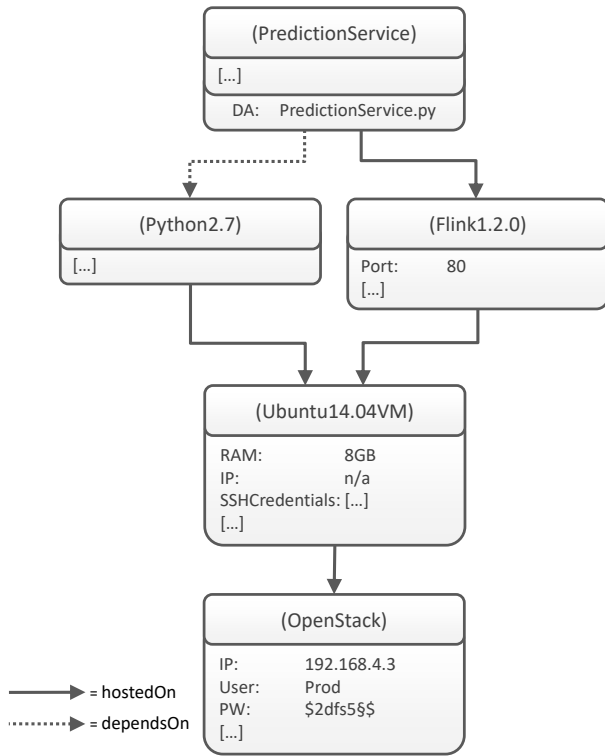 (PredictionService)
[...]
DA: PredictionService.py
(Python2.7)
[...]
(Flink1.2.0)
Port: 80
[...]
(Ubuntu14.04VM)
RAM: 8GB
IP: n/a
SSHCredentials: [...]
[...]
(OpenStack)
IP: 192.168.4.3
User: Prod
PW: $2dfs5§$
[...]
= hostedOn
= dependsOn